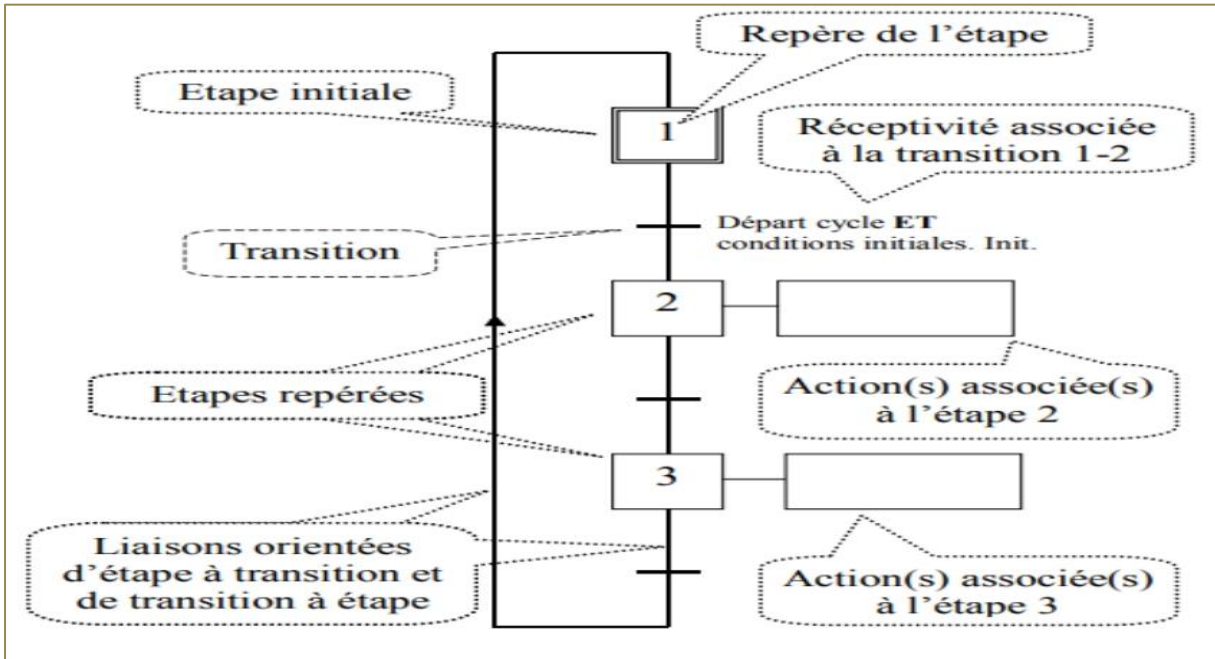 Repère de l'étape
Etape initiale
1
Réceptivité associée
à la transition 1-2
Départ cycle ET
conditions initiales. Init.
Transition
2
Etapes repérées
Action(s) associée(s)
à l'étape 2
3
Liaisons orientées
d'étape à transition et
de transition à étape
Action(s) associée(s)
à l'étape 3